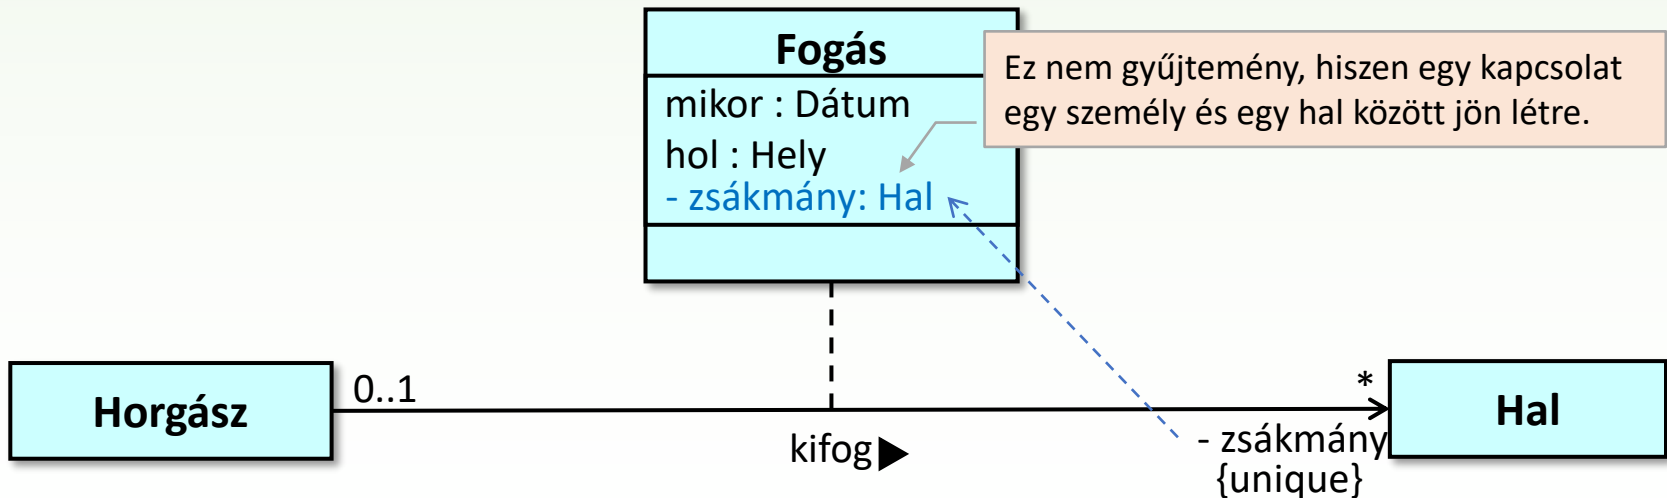 Fogás
mikor : Dátum
hol : Hely
- zsákmány: Hal
Ez nem gyűjtemény, hiszen egy kapcsolat
egy személy és egy hal között jön létre.
Horgász
0..1
kifog
*
- zsákmány
{unique}
Hal